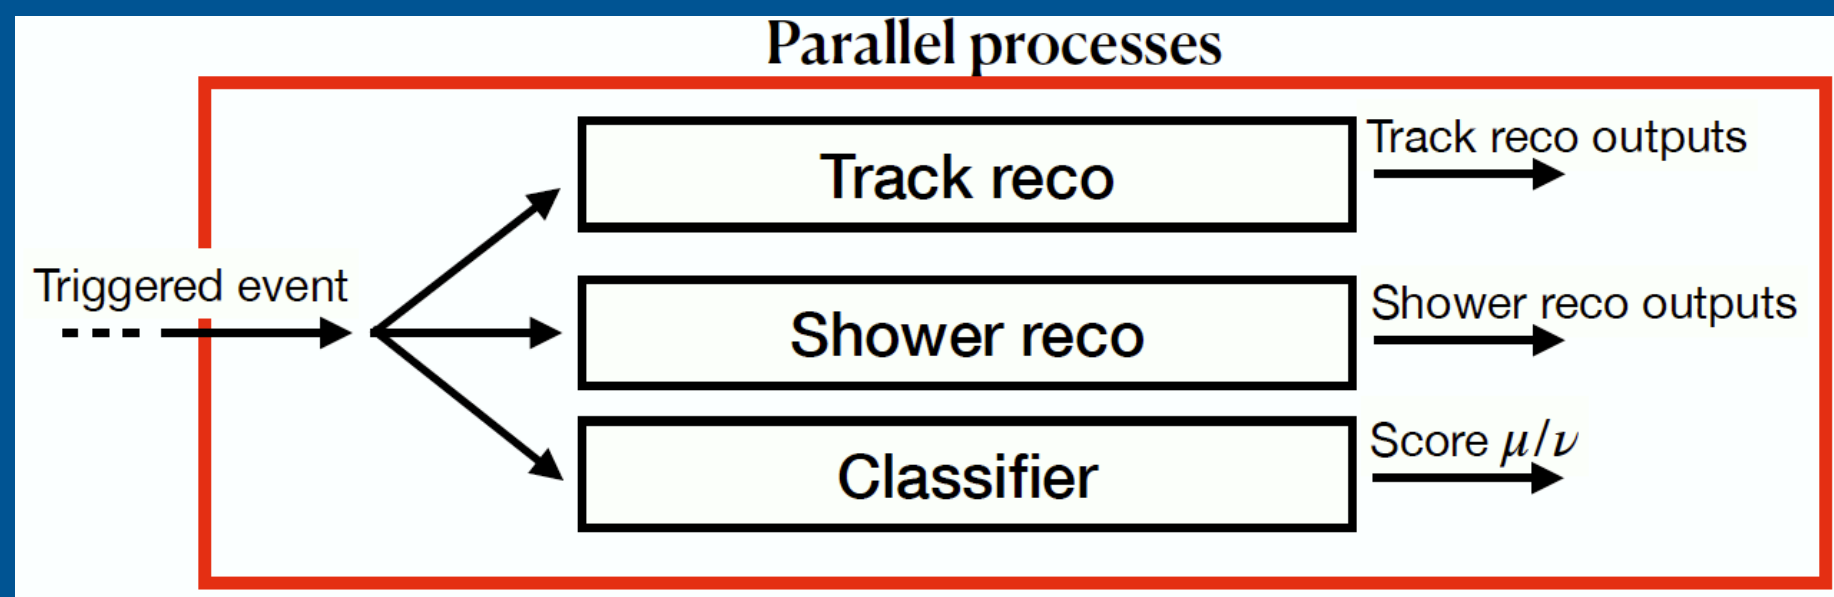 Parallel processes
Track reco
Track reco outputs
Triggered event
Shower reco
Shower reco outputs
Classifier
Score μ/ν